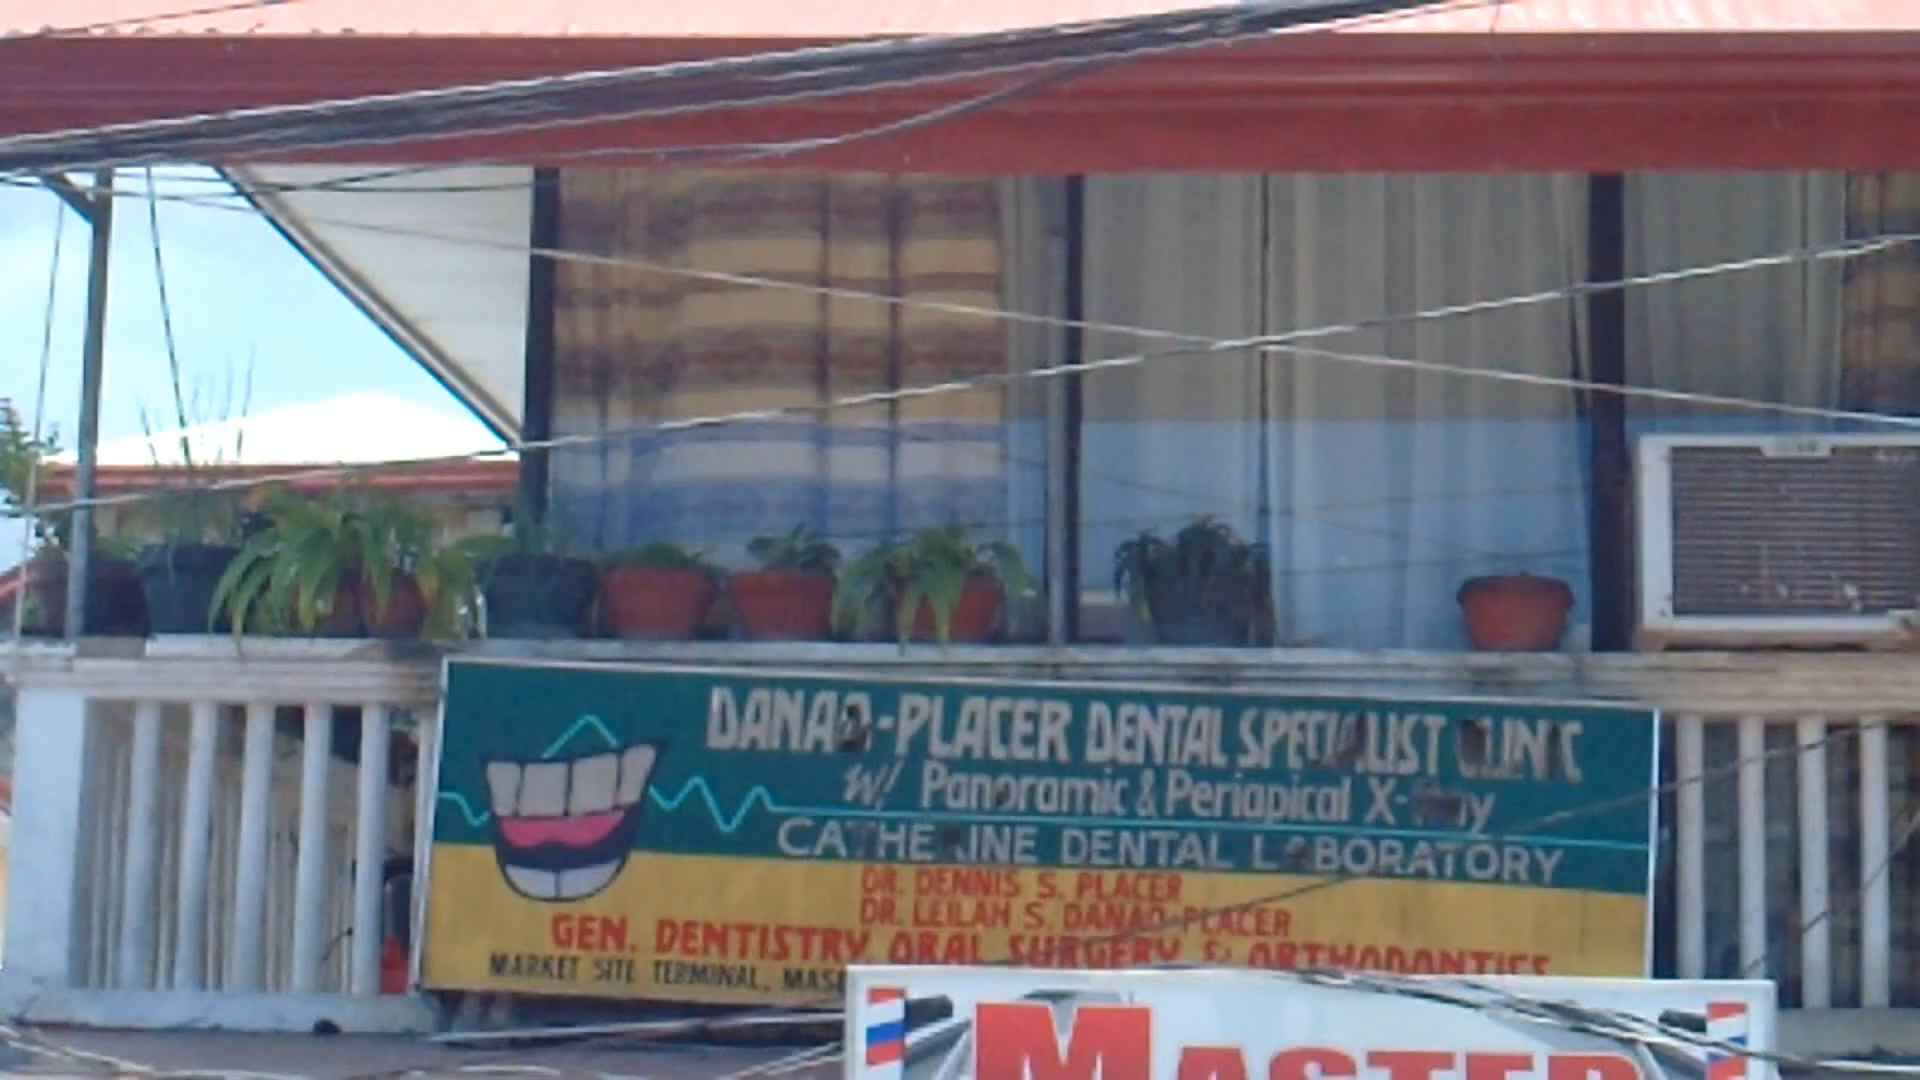 DANAO-PLACER DENTAL SPECIALIST CLINIC
w/ Panoramic & Periapical X-Ray
CATHERINE DENTAL LABORATORY
DR. DENNIS S. PLACER
DR. LEILAH S. DANAO-PLACER
GEN. DENTISTRY, ORAL SURGERY & ORTHODONTICS
MARKET SITE TERMINAL,
MASTER